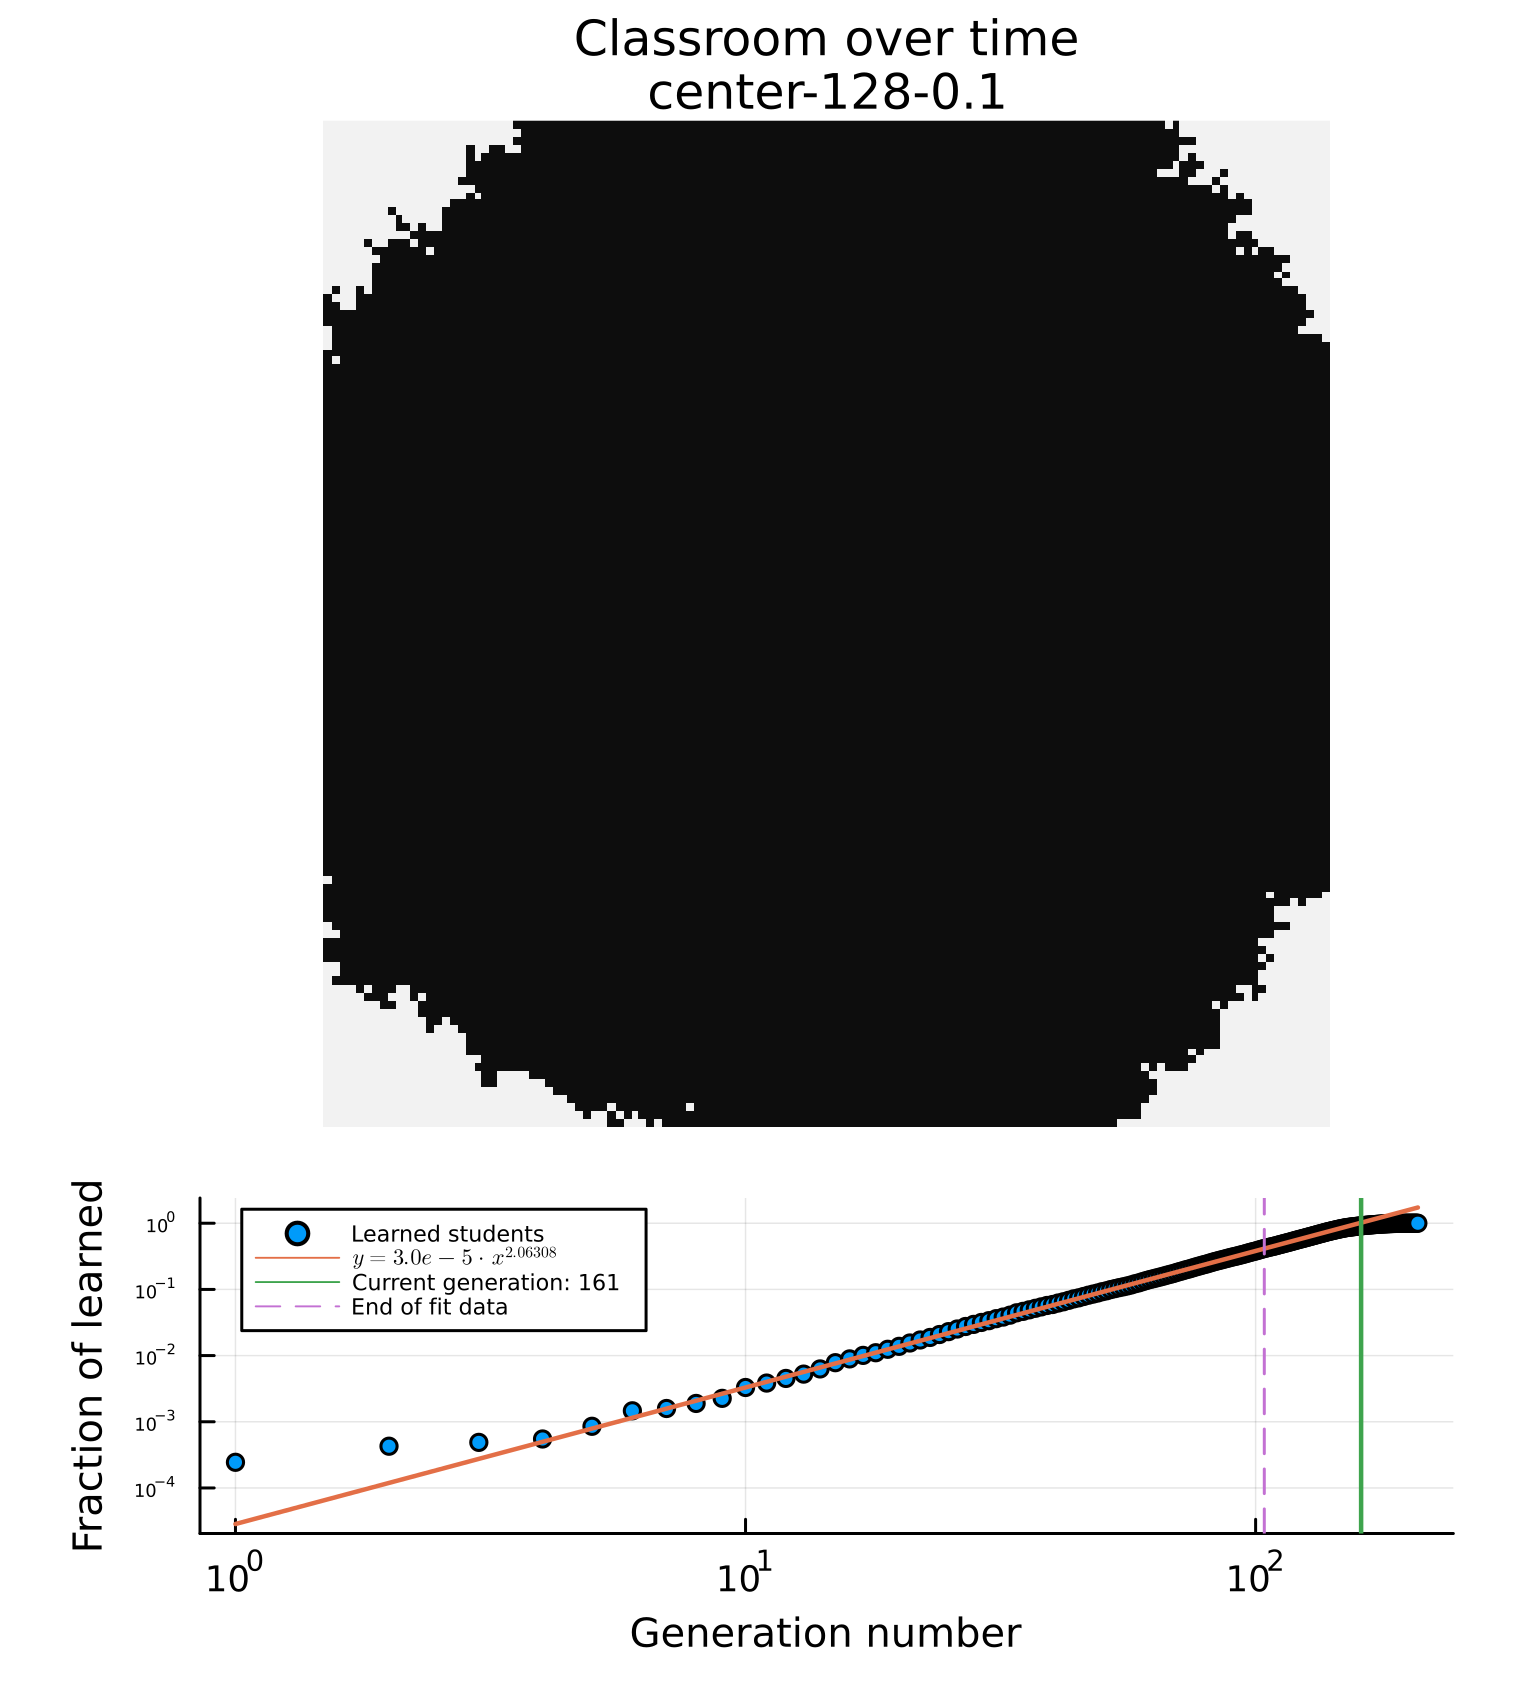 Classroom over time
center-128-0.1
Fraction of learned
10^0
10^-1
10^-2
10^-3
10^-4
Learned students
y = 3.0e − 5 · x^2.06308
Current generation: 161
End of fit data
10^0 10^1 10^2
Generation number